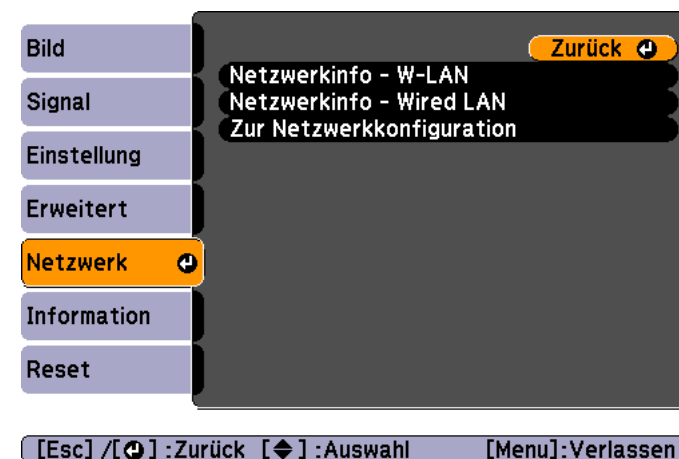 Bild
Signal
Einstellung
Erweitert
Netzwerk
Information
Reset
Zurück
Netzwerkinfo - W-LAN
Netzwerkinfo - Wired LAN
Zur Netzwerkkonfiguration
[Esc] /[ ] :Zurück [ ] :Auswahl [Menu]:Verlassen